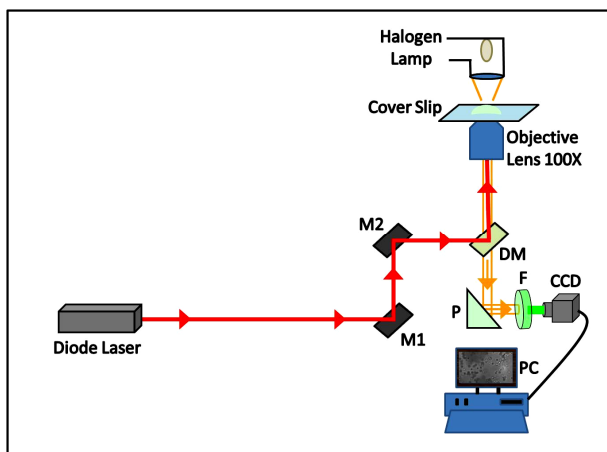 Halogen
Lamp
Cover Slip
Objective
Lens 100X
M2
DM
F
CCD
P
M1
Diode Laser
PC